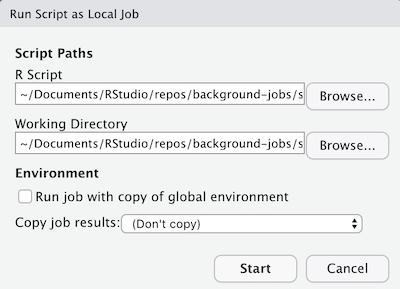 Run Script as Local Job
Script Paths
R Script
~/Documents/RStudio/repos/background-jobs/s
Browse...
Working Directory
~/Documents/RStudio/repos/background-jobs/s
Browse...
Environment
Run job with copy of global environment
Copy job results: (Don't copy)
Start
Cancel